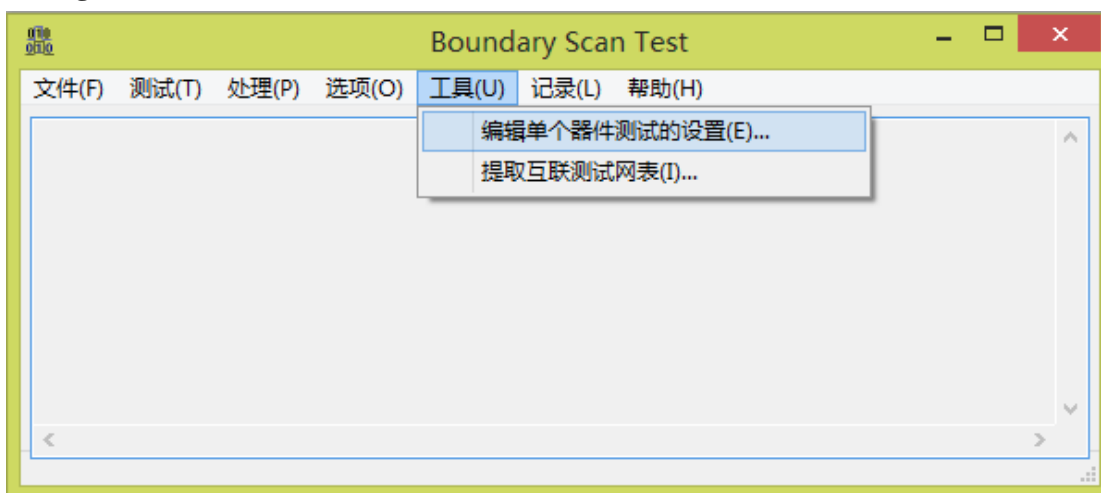 Boundary Scan Test
文件(F) 测试(T) 处理(P) 选项(O) 工具(U) 记录(L) 帮助(H)
编辑单个器件测试的设置(E)...
提取互联测试网表(I)...